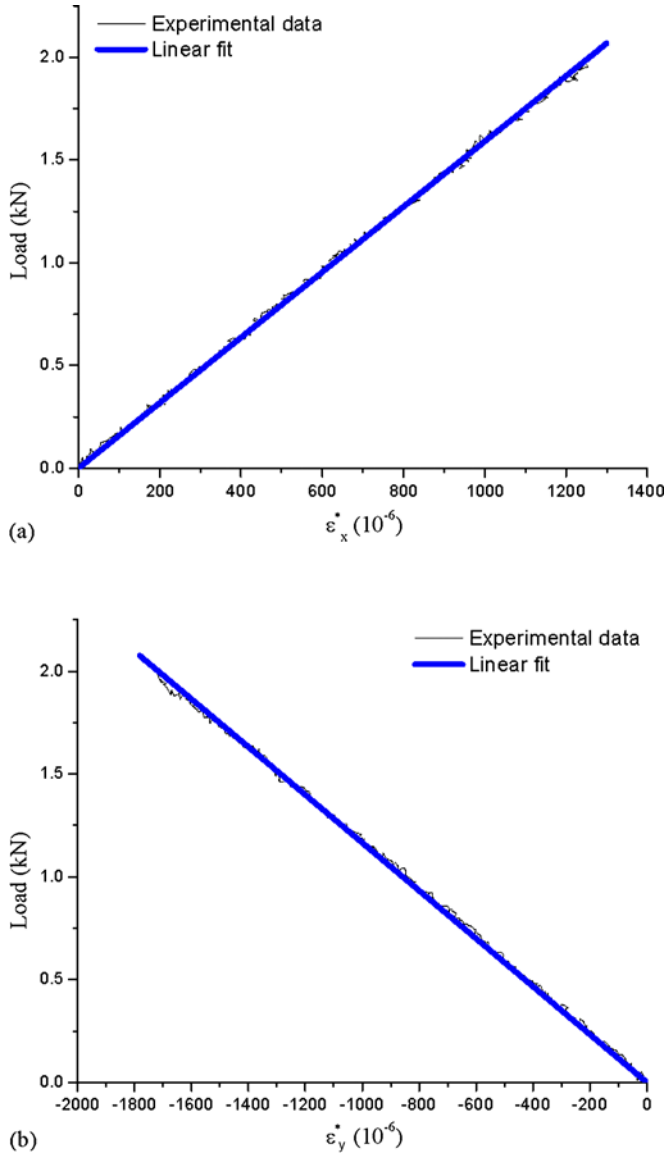 Experimental data
Linear fit
2.0
1.5
1.0
0.5
0.0
Load (kN)
0 200 400 600 800 1000 1200 1400
ε*x (10-6)
(a)
Experimental data
Linear fit
2.0
1.5
1.0
0.5
0.0
Load (kN)
-2000 -1800 -1600 -1400 -1200 -1000 -800 -600 -400 -200 0
ε*y (10-6)
(b)